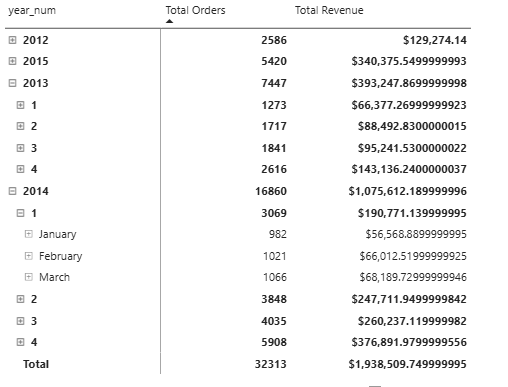 year_num Total Orders Total Revenue
2012 2586 $129,274.14
2015 5420 $340,375.5499999993
2013 7447 $393,247.8699999998
1 1273 $66,377.26999999923
2 1717 $88,492.8300000015
3 1841 $95,241.5300000022
4 2616 $143,136.2400000037
2014 16860 $1,075,612.189999996
1 3069 $190,771.139999995
January 982 $56,568.8899999995
February 1021 $66,012.51999999925
March 1066 $68,189.72999999946
2 3848 $247,711.9499999842
3 4035 $260,237.119999982
4 5908 $376,891.9799999556
Total 32313 $1,938,509.749999995